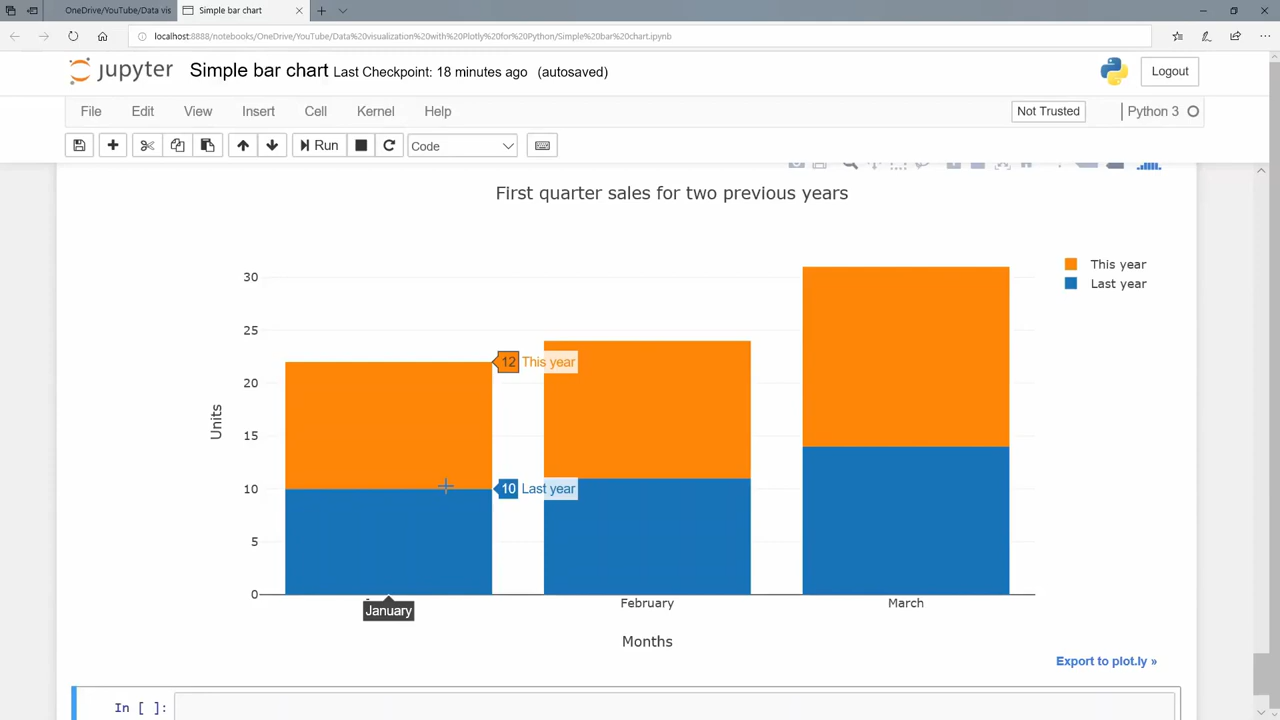 OneDrive/YouTube/Data vis
Simple bar chart
localhost:8888/notebooks/OneDrive/YouTube/Data%20visualization%20with%20Plotly%20for%20Python/Simple%20bar%20chart.ipynb
jupyter Simple bar chart Last Checkpoint: 18 minutes ago (autosaved)
Logout
File Edit View Insert Cell Kernel Help
Not Trusted
Python 3
Run
Code
First quarter sales for two previous years
This year
Last year
30
25
20
15
10
5
0
Units
12 This year
10 Last year
January
February
March
Months
Export to plot.ly »
In [ ]: